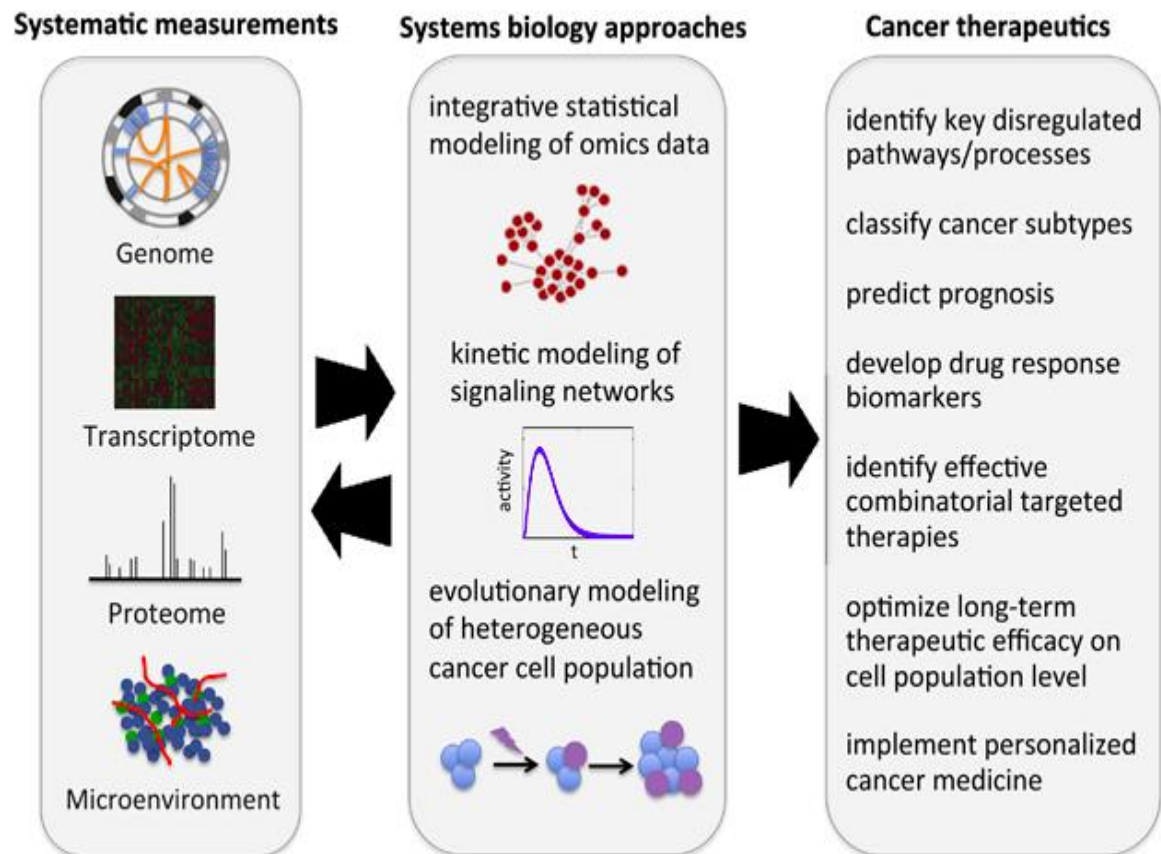 Systematic measurements
Genome
Transcriptome
Proteome
Microenvironment
Systems biology approaches
integrative statistical
modeling of omics data
kinetic modeling of
signaling networks
activity
t
evolutionary modeling
of heterogeneous
cancer cell population
Cancer therapeutics
identify key disregulated
pathways/processes
classify cancer subtypes
predict prognosis
develop drug response
biomarkers
identify effective
combinatorial targeted
therapies
optimize long-term
therapeutic efficacy on
cell population level
implement personalized
cancer medicine